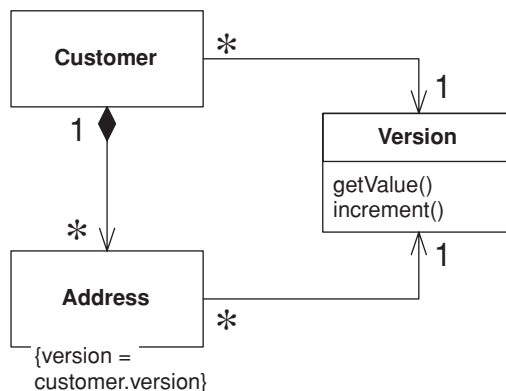 Customer
*
1
1
Version
getValue()
increment()
*
1
Address
*
{version =
customer.version}